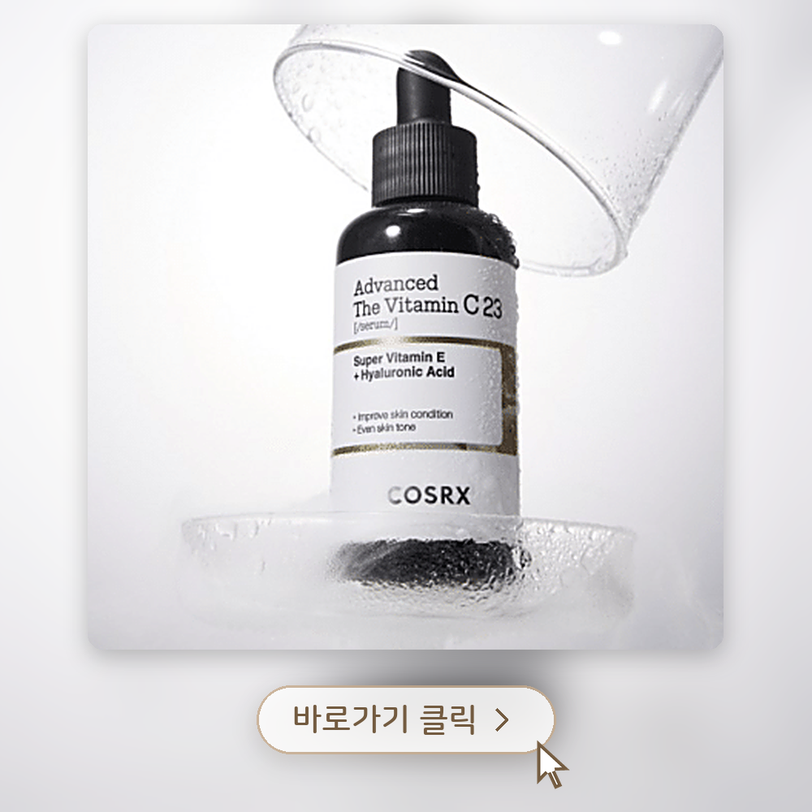 Advanced
The Vitamin C 23
[/serum/]
Super Vitamin E
+ Hyaluronic Acid
• Improve skin condition
• Even skin tone
COSRX
바로가기 클릭 >